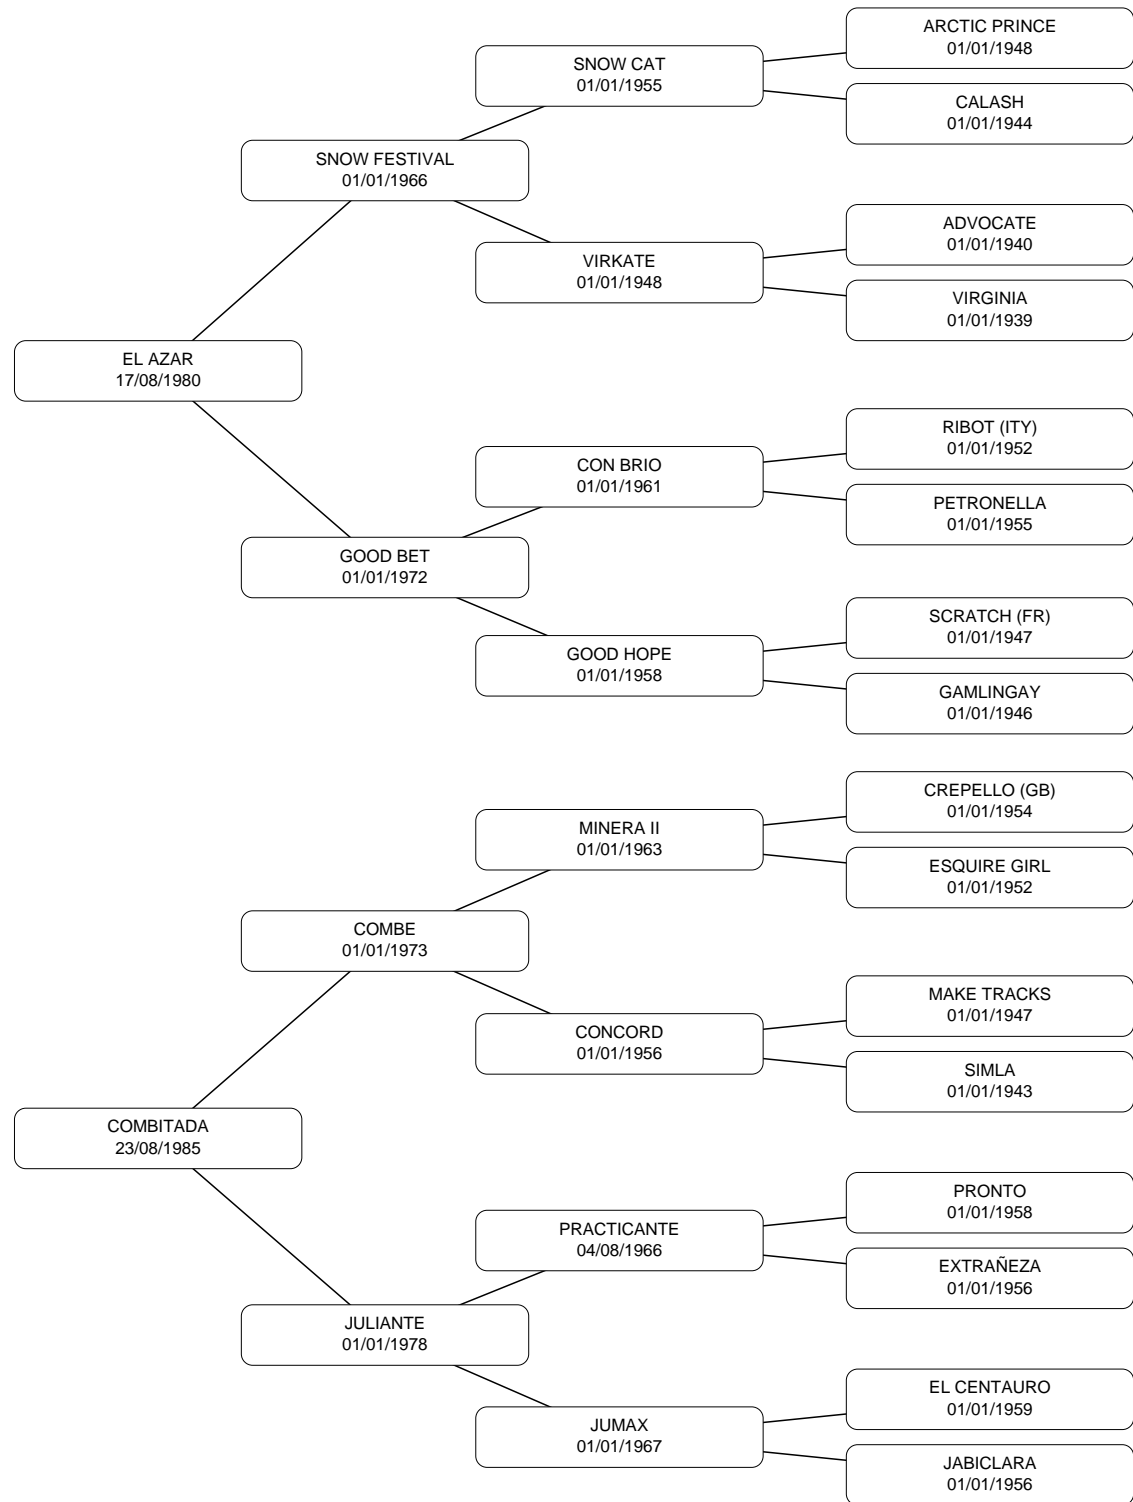 ARCTIC PRINCE
01/01/1948
SNOW CAT
01/01/1955
CALASH
01/01/1944
SNOW FESTIVAL
01/01/1966
ADVOCATE
01/01/1940
VIRKATE
01/01/1948
VIRGINIA
01/01/1939
EL AZAR
17/08/1980
RIBOT (ITY)
01/01/1952
CON BRIO
01/01/1961
PETRONELLA
01/01/1955
GOOD BET
01/01/1972
SCRATCH (FR)
01/01/1947
GOOD HOPE
01/01/1958
GAMLINGAY
01/01/1946
CREPELLO (GB)
01/01/1954
MINERA II
01/01/1963
ESQUIRE GIRL
01/01/1952
COMBE
01/01/1973
MAKE TRACKS
01/01/1947
CONCORD
01/01/1956
SIMLA
01/01/1943
COMBITADA
23/08/1985
PRONTO
01/01/1958
PRACTICANTE
04/08/1966
EXTRAÑEZA
01/01/1956
JULIANTE
01/01/1978
EL CENTAURO
01/01/1959
JUMAX
01/01/1967
JABICLARA
01/01/1956